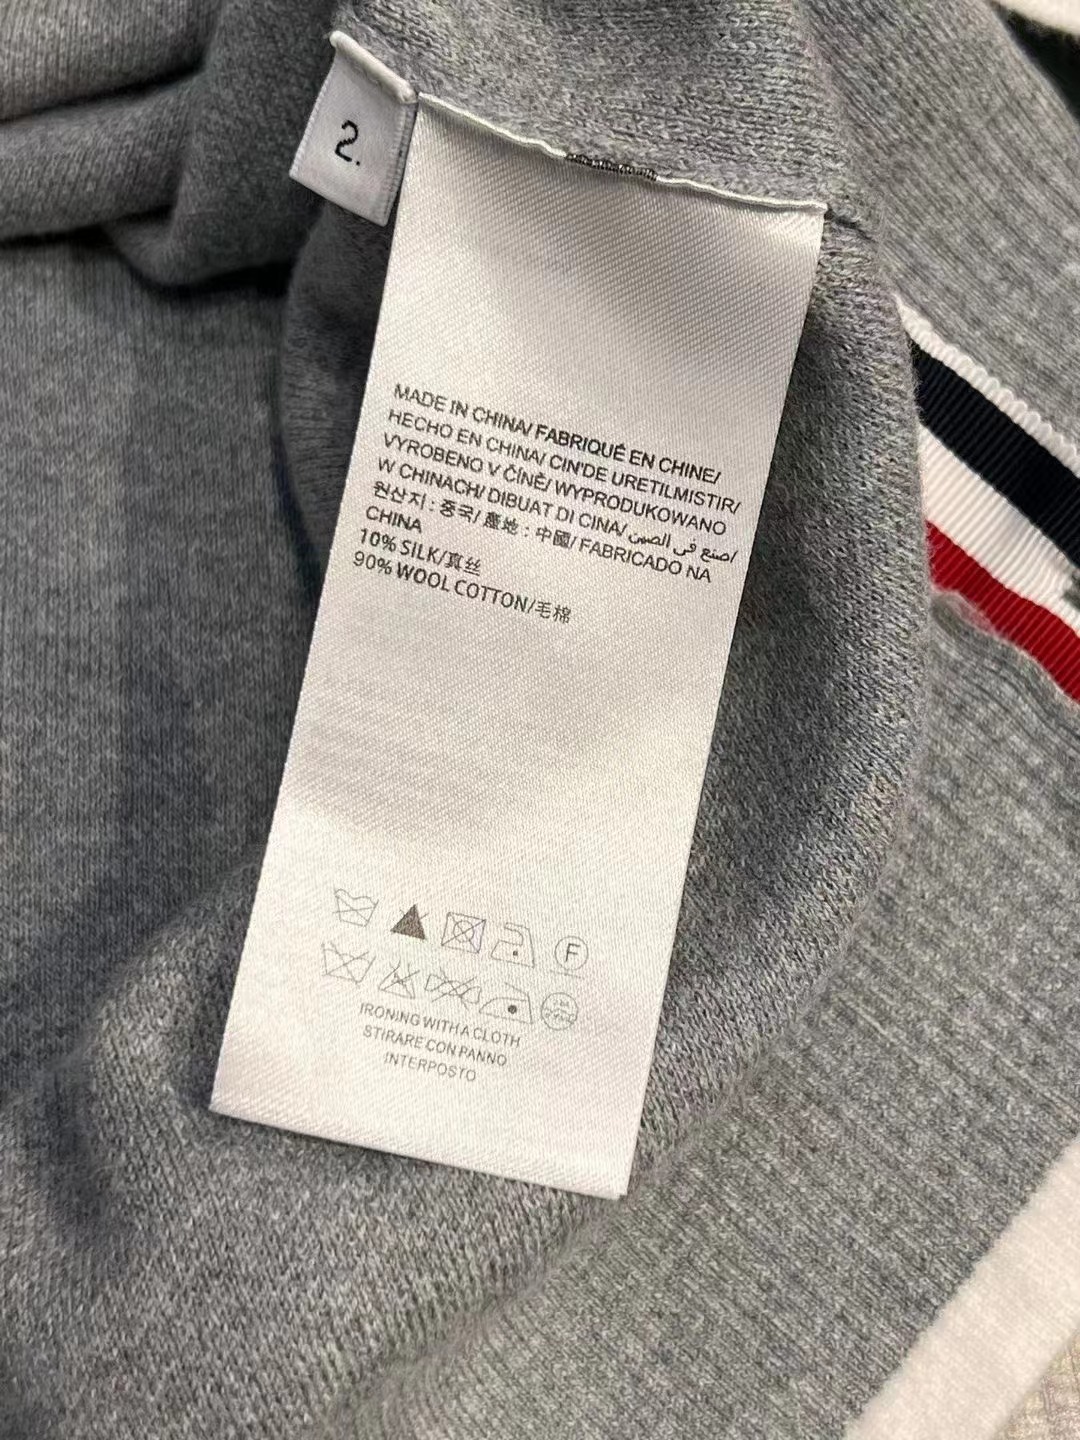 2.
MADE IN CHINA/ FABRIQUÉ EN CHINE/
HECHO EN CHINA/ CIN'DE URETILMISTIR/
VYROBENO V ČÍNĚ/ WYPRODUKOWANO
W CHINACH/ DIBUAT DI CINA/ اصنع في الصين/
원산지 : 중국/ 產地 : 中國/ FABRICADO NA
CHINA
10% SILK/真丝
90% WOOL COTTON/毛棉
F
IRONING WITH A CLOTH
STIRARE CON PANNO
INTERPOSTO